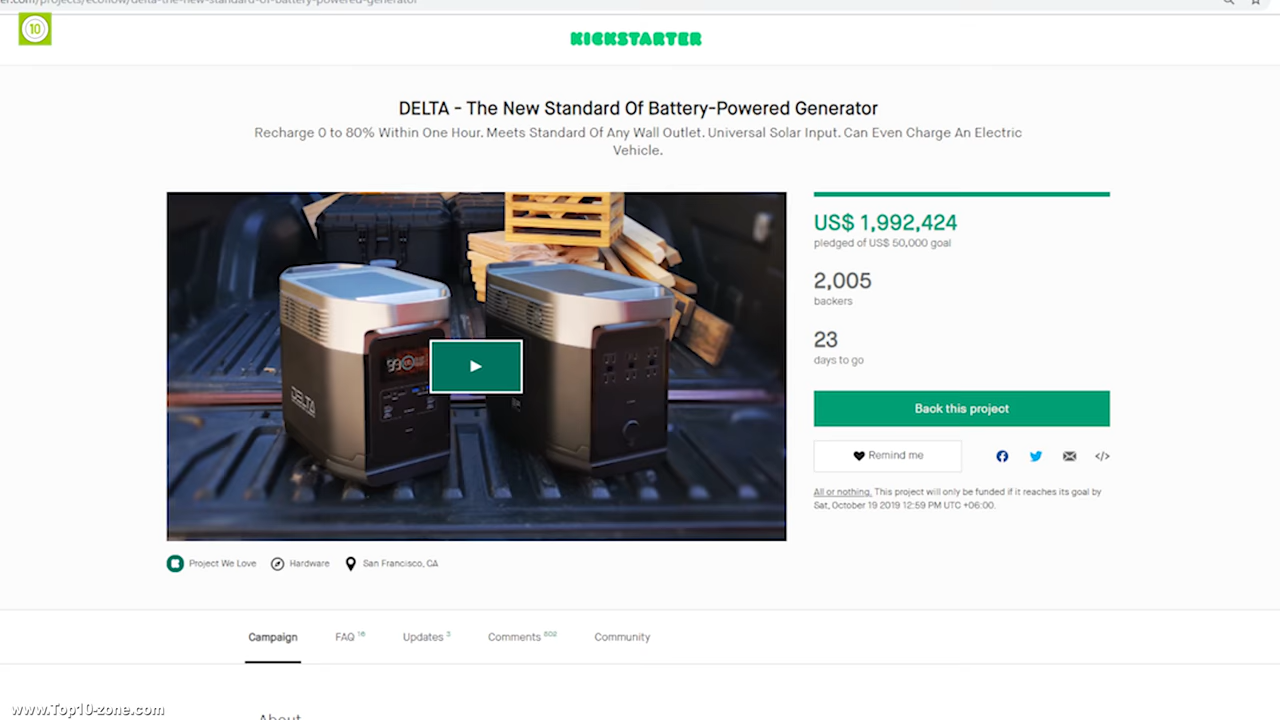 er.com/projects/ecoflow/delta-the-new-standard-of-battery-powered-generator
10
KICKSTARTER
DELTA - The New Standard Of Battery-Powered Generator
Recharge 0 to 80% Within One Hour. Meets Standard Of Any Wall Outlet. Universal Solar Input. Can Even Charge An Electric
Vehicle.
US$ 1,992,424
pledged of US$ 50,000 goal
2,005
backers
23
days to go
Back this project
Remind me
All or nothing. This project will only be funded if it reaches its goal by
Sat, October 19 2019 12:59 PM UTC +06:00.
DELTA
Project We Love
Hardware
San Francisco, CA
Campaign
FAQ 16
Updates 3
Comments 602
Community
About
www.Top10-zone.com